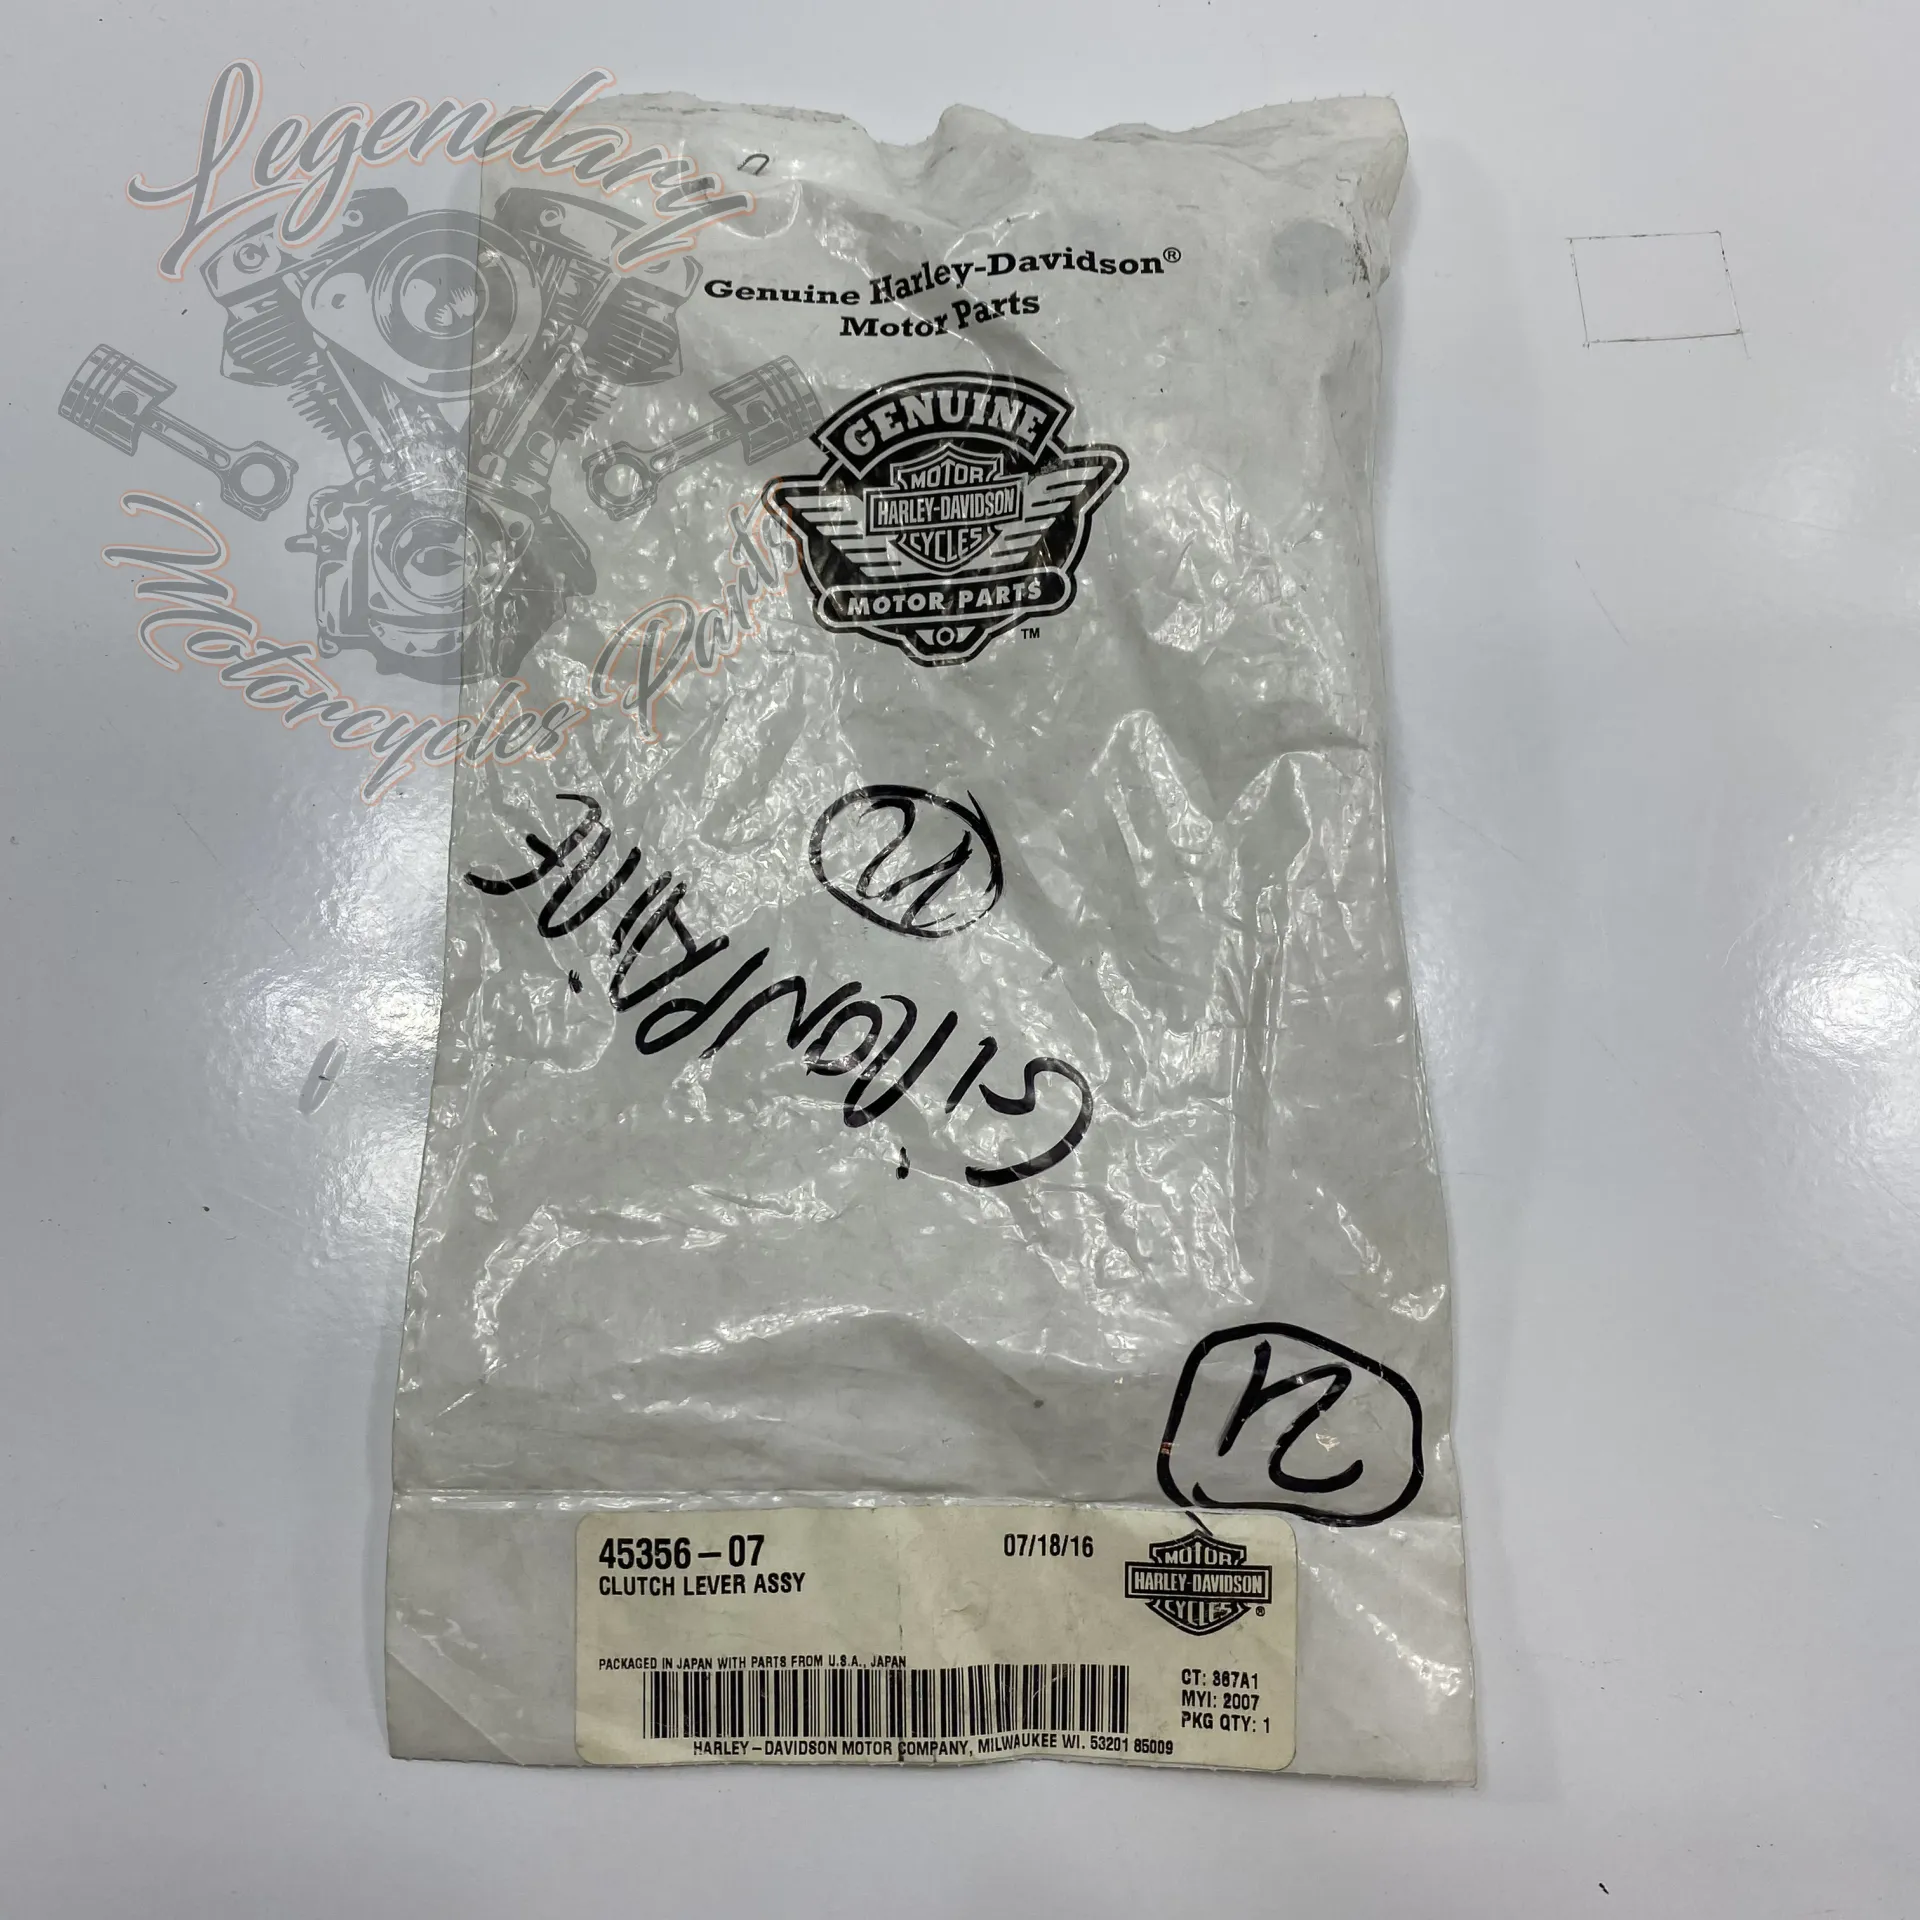 Legendary
Motorcycles Parts
Genuine Harley-Davidson®
Motor Parts
GENUINE
MOTOR
HARLEY-DAVIDSON
CYCLES
MOTOR PARTS
™
45356-07
CLUTCH LEVER ASSY
07/18/16
MOTOR
HARLEY-DAVIDSON
CYCLES
®
PACKAGED IN JAPAN WITH PARTS FROM U.S.A., JAPAN
CT: 367A1
MYI: 2007
PKG QTY: 1
HARLEY-DAVIDSON MOTOR COMPANY, MILWAUKEE WI. 53201 85009